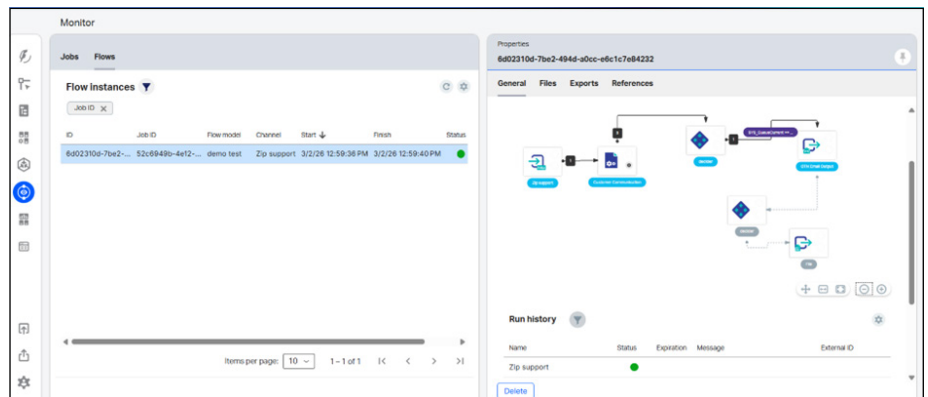 Monitor
Jobs Flows
Flow instances
Job ID
ID Job ID Flow model Channel Start Finish Status
6d02310d-7be2-... 52c6949b-4e12-... demo test Zip support 3/2/26 12:59:36 PM 3/2/26 12:59:40 PM
Items per page: 10 1 – 1 of 1
Properties
6d02310d-7be2-494d-a0cc-e6c1c7e84232
General Files Exports References
Zip support
Customer Communication
Run history
Name Status Expiration Message External ID
Zip support
Delete